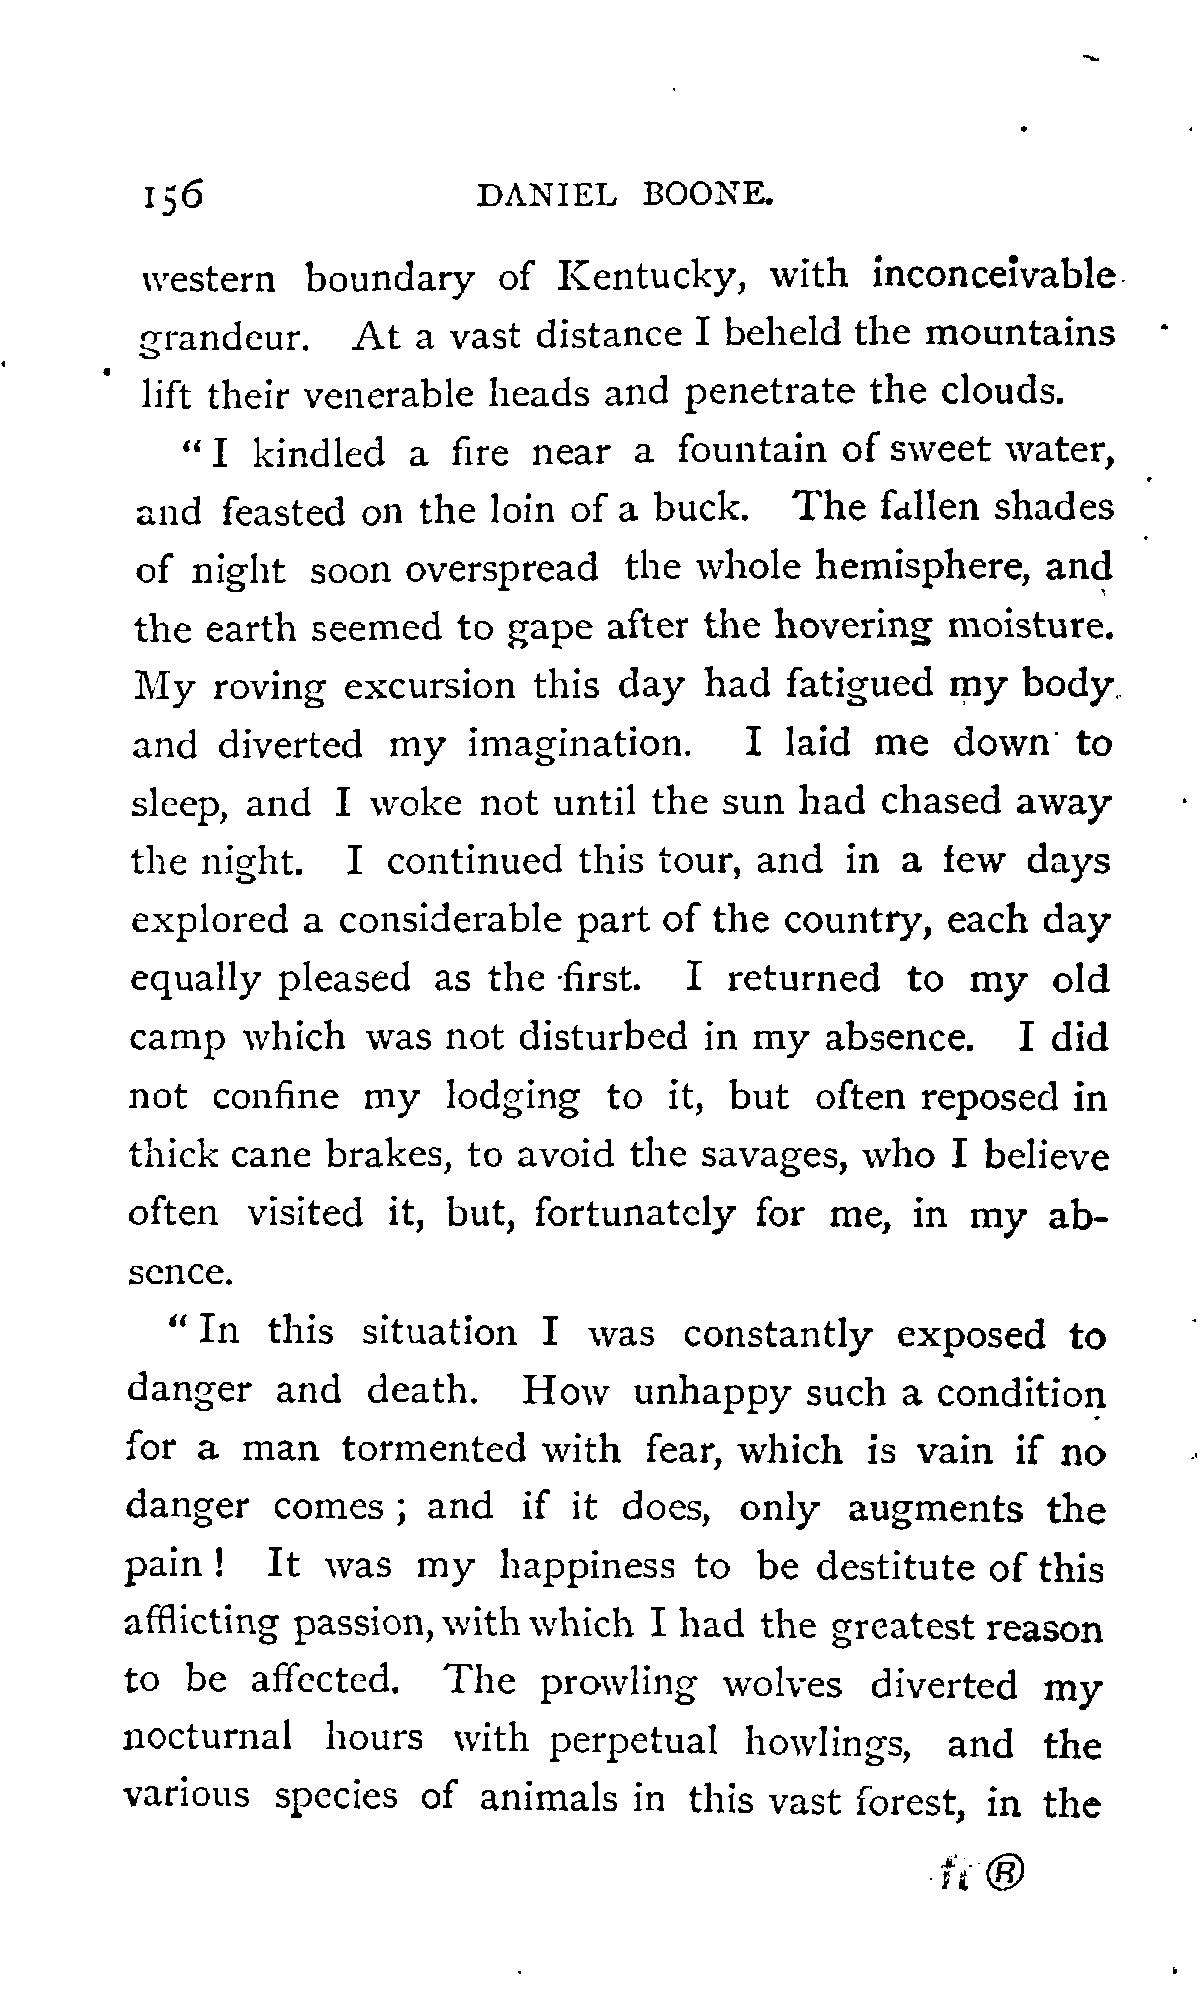 156 DANIEL BOONE.
western boundary of Kentucky, with inconceivable
grandeur. At a vast distance I beheld the mountains
lift their venerable heads and penetrate the clouds.
“ I kindled a fire near a fountain of sweet water,
and feasted on the loin of a buck. The fallen shades
of night soon overspread the whole hemisphere, and
the earth seemed to gape after the hovering moisture.
My roving excursion this day had fatigued my body
and diverted my imagination. I laid me down to
sleep, and I woke not until the sun had chased away
the night. I continued this tour, and in a few days
explored a considerable part of the country, each day
equally pleased as the first. I returned to my old
camp which was not disturbed in my absence. I did
not confine my lodging to it, but often reposed in
thick cane brakes, to avoid the savages, who I believe
often visited it, but, fortunately for me, in my ab-
sence.
“ In this situation I was constantly exposed to
danger and death. How unhappy such a condition
for a man tormented with fear, which is vain if no
danger comes ; and if it does, only augments the
pain ! It was my happiness to be destitute of this
afflicting passion, with which I had the greatest reason
to be affected. The prowling wolves diverted my
nocturnal hours with perpetual howlings, and the
various species of animals in this vast forest, in the
®